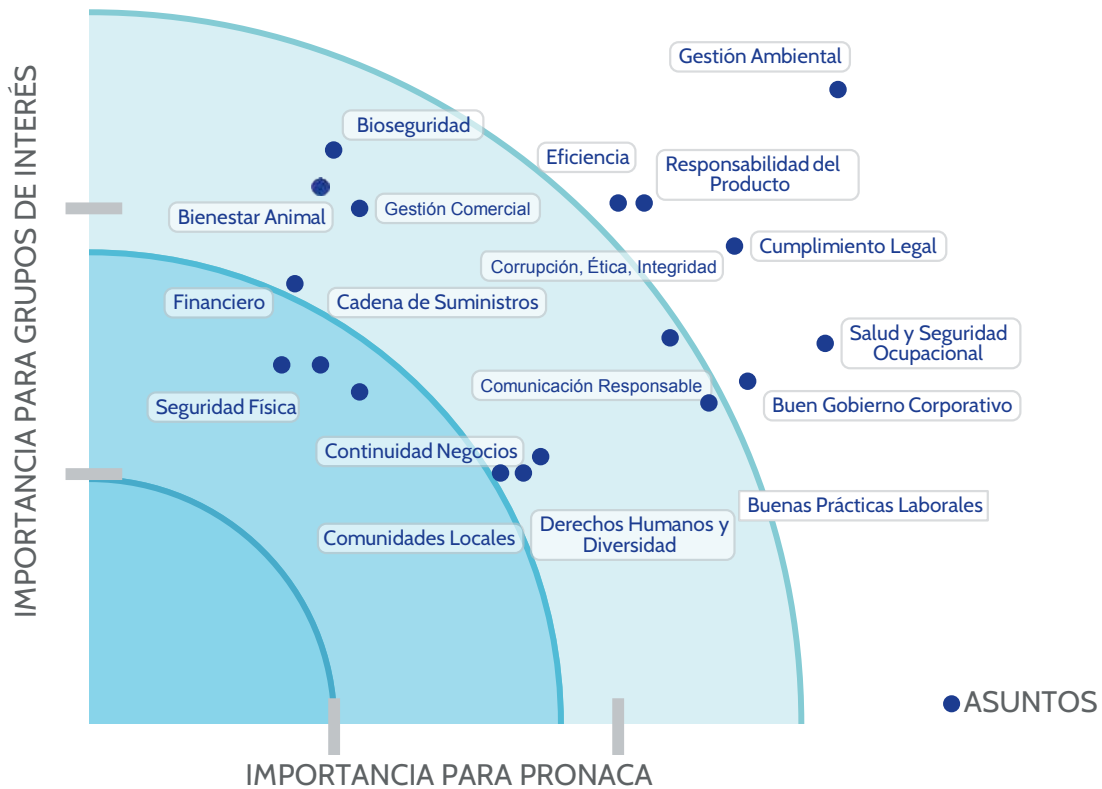 IMPORTANCIA PARA GRUPOS DE INTERÉS
Gestión Ambiental
Bioseguridad
Eficiencia
Responsabilidad del
Producto
Bienestar Animal
Gestión Comercial
Cumplimiento Legal
Corrupción, Ética, Integridad
Financiero
Cadena de Suministros
Salud y Seguridad
Ocupacional
Comunicación Responsable
Seguridad Física
Buen Gobierno Corporativo
Continuidad Negocios
Buenas Prácticas Laborales
Comunidades Locales
Derechos Humanos y
Diversidad
ASUNTOS
IMPORTANCIA PARA PRONACA